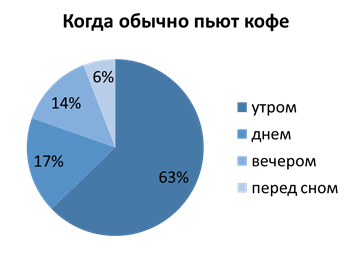 Когда обычно пьют кофе
6%
14%
17%
63%
утром
днем
вечером
перед сном